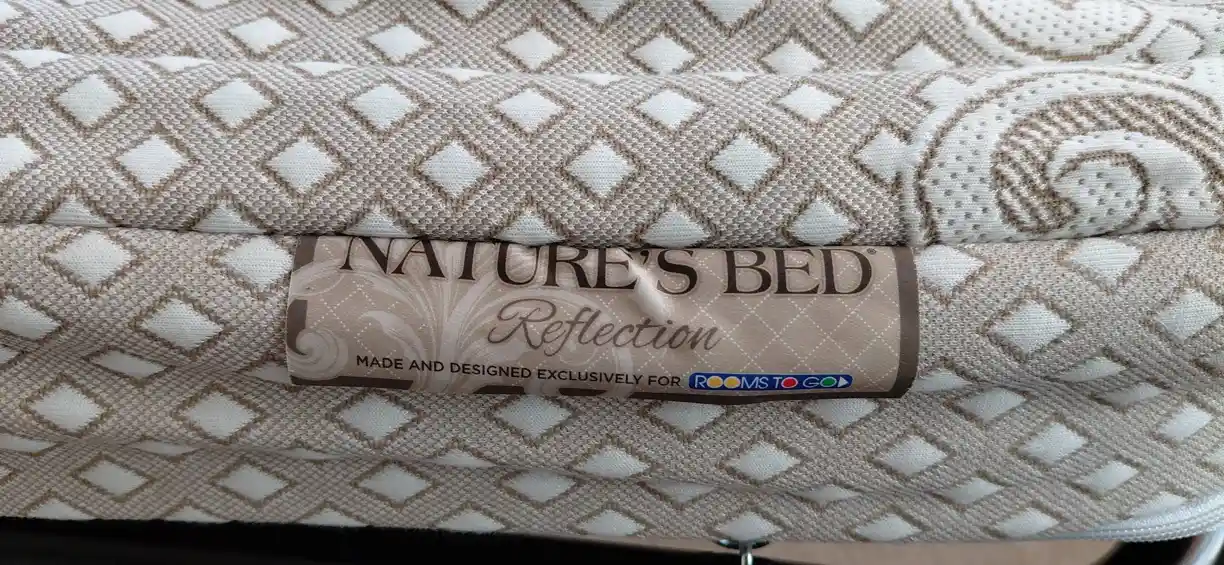 NATURE'S BED®
Reflection
MADE AND DESIGNED EXCLUSIVELY FOR ROOMS TO GO